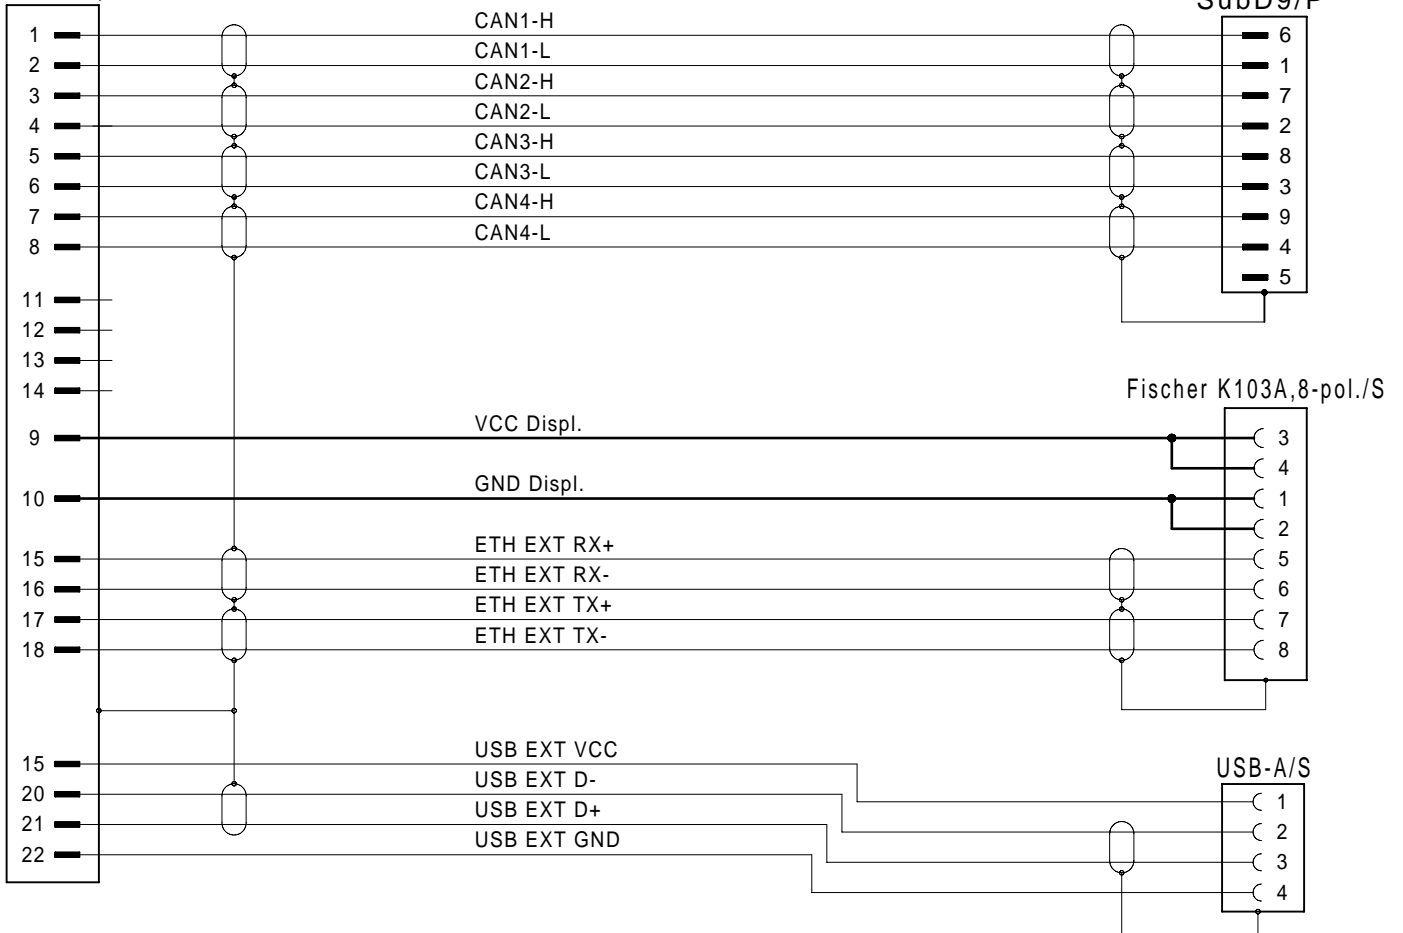 SubD9/P
1 CAN1-H 6
2 CAN1-L 1
3 CAN2-H 7
4 CAN2-L 2
5 CAN3-H 8
6 CAN3-L 3
7 CAN4-H 9
8 CAN4-L 4
5
11
12
13
14
Fischer K103A,8-pol./S
9 VCC Displ. 3
4
10 GND Displ. 1
2
15 ETH EXT RX+ 5
16 ETH EXT RX- 6
17 ETH EXT TX+ 7
18 ETH EXT TX- 8
USB-A/S
15 USB EXT VCC 1
20 USB EXT D- 2
21 USB EXT D+ 3
22 USB EXT GND 4